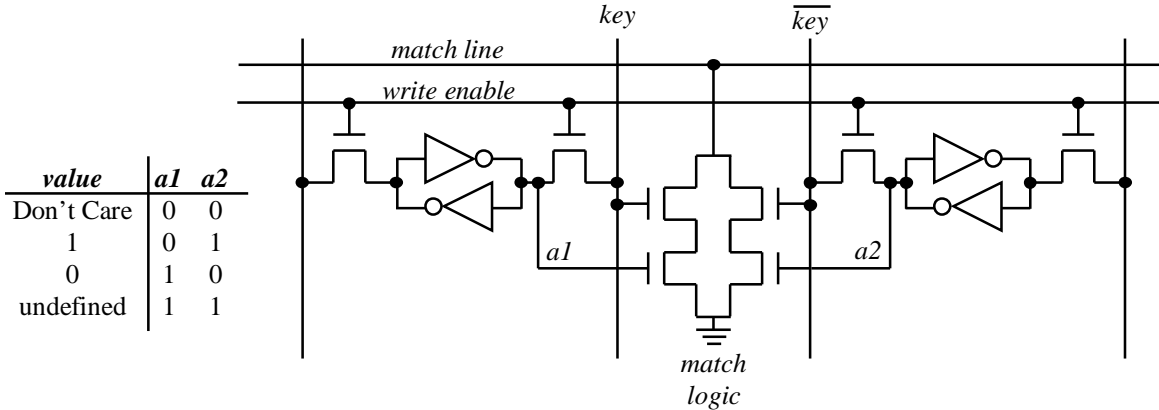 key
key
match line
write enable
value a1 a2
Don't Care 0 0
1 0 1
0 1 0
undefined 1 1
a1
a2
match
logic